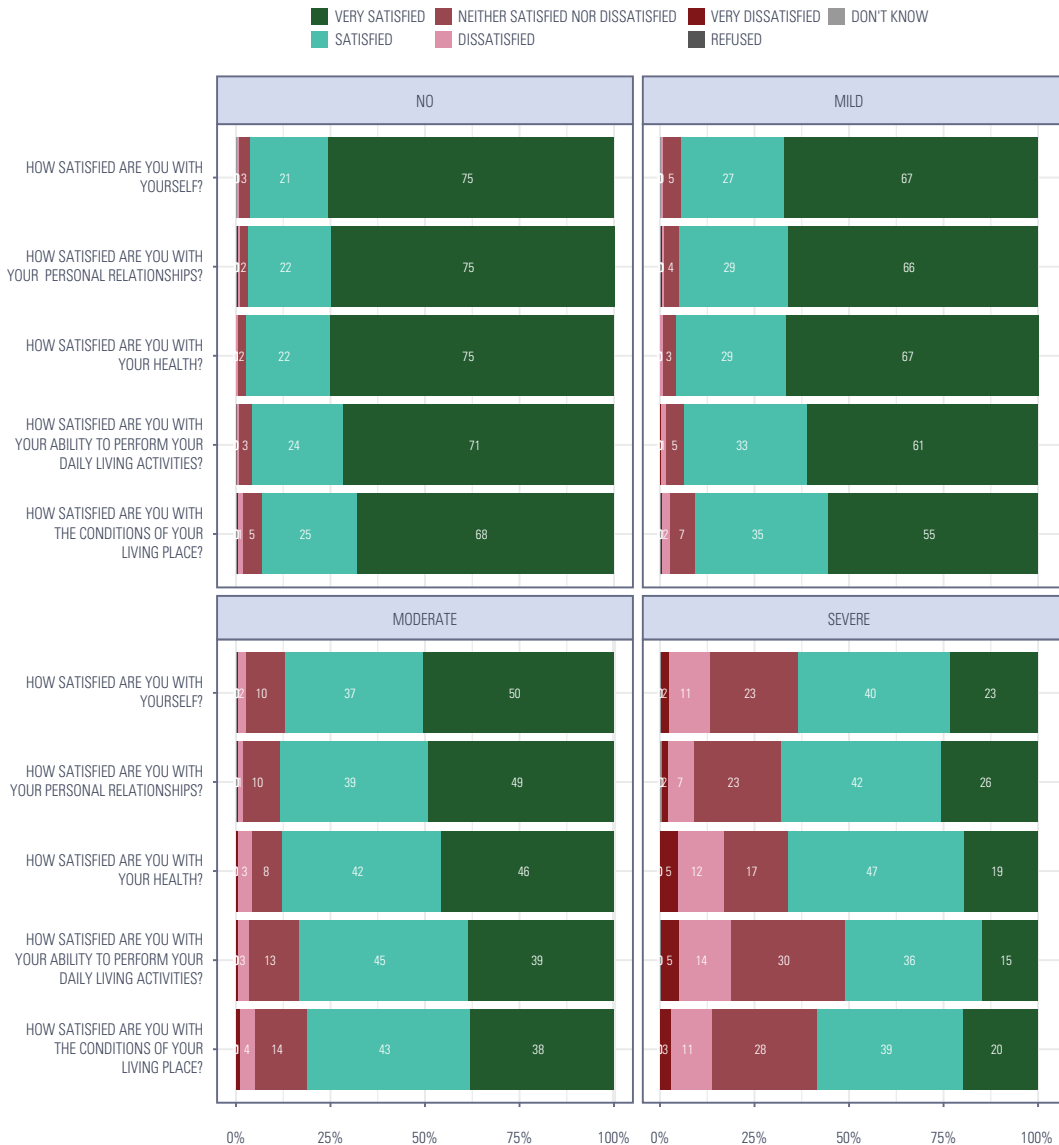 VERY SATISFIED NEITHER SATISFIED NOR DISSATISFIED VERY DISSATISFIED DON'T KNOW
SATISFIED DISSATISFIED REFUSED
NO MILD
HOW SATISFIED ARE YOU WITH
YOURSELF?
3 21 75 5 27 67
HOW SATISFIED ARE YOU WITH
YOUR PERSONAL RELATIONSHIPS?
2 22 75 4 29 66
HOW SATISFIED ARE YOU WITH
YOUR HEALTH?
2 22 75 3 29 67
HOW SATISFIED ARE YOU WITH
YOUR ABILITY TO PERFORM YOUR
DAILY LIVING ACTIVITIES?
3 24 71 5 33 61
HOW SATISFIED ARE YOU WITH
THE CONDITIONS OF YOUR
LIVING PLACE?
1 5 25 68 2 7 35 55
MODERATE SEVERE
HOW SATISFIED ARE YOU WITH
YOURSELF?
2 10 37 50 2 11 23 40 23
HOW SATISFIED ARE YOU WITH
YOUR PERSONAL RELATIONSHIPS?
1 10 39 49 2 7 23 42 26
HOW SATISFIED ARE YOU WITH
YOUR HEALTH?
3 8 42 46 5 12 17 47 19
HOW SATISFIED ARE YOU WITH
YOUR ABILITY TO PERFORM YOUR
DAILY LIVING ACTIVITIES?
3 13 45 39 5 14 30 36 15
HOW SATISFIED ARE YOU WITH
THE CONDITIONS OF YOUR
LIVING PLACE?
4 14 43 38 3 11 28 39 20
0% 25% 50% 75% 100% 0% 25% 50% 75% 100%